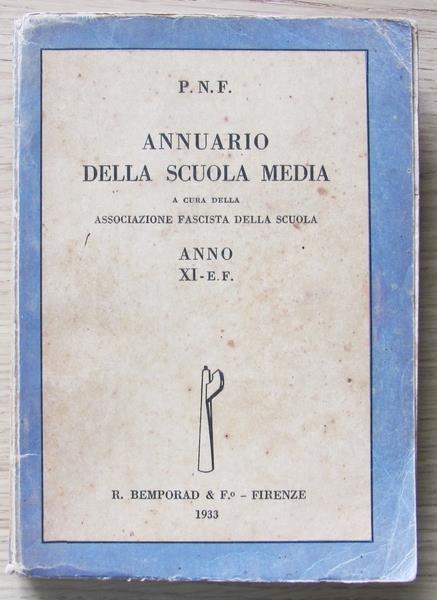 P. N. F.
ANNUARIO
DELLA SCUOLA MEDIA
A CURA DELLA
ASSOCIAZIONE FASCISTA DELLA SCUOLA
ANNO
XI - E. F.
R. BEMPORAD & F.º - FIRENZE
1933